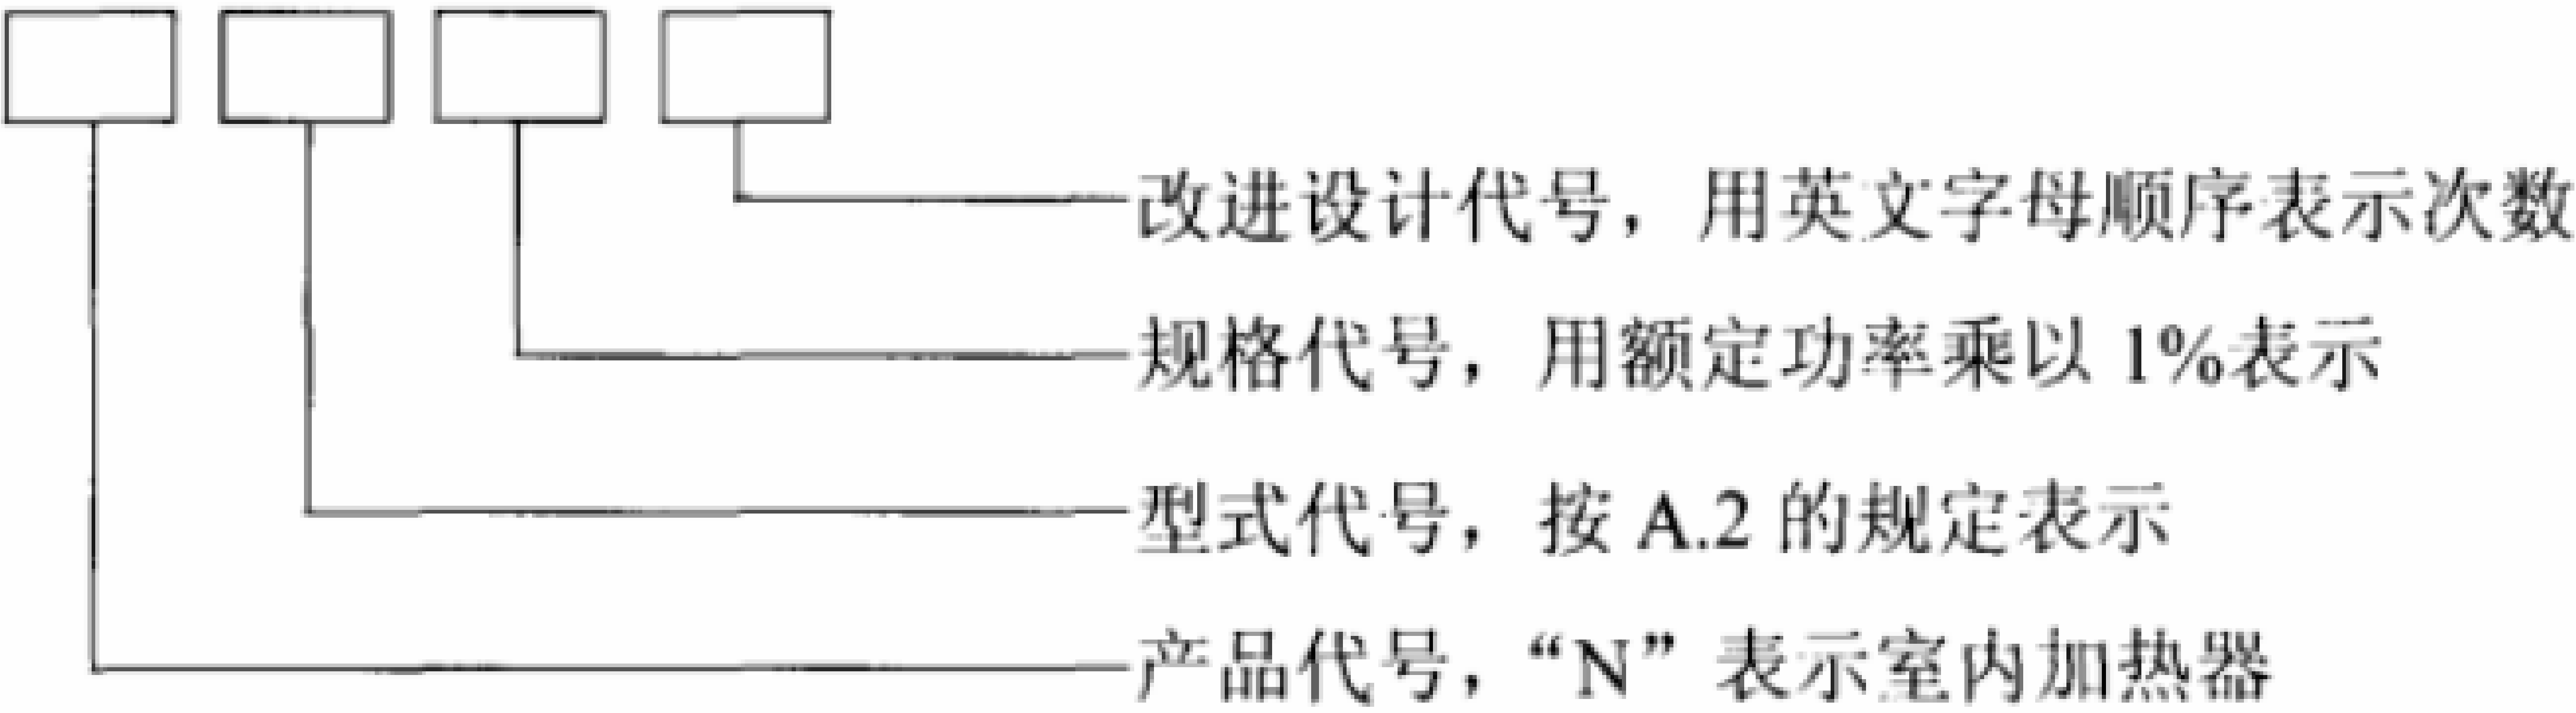 改进设计代号，用英文字母顺序表示次数
规格代号，用额定功率乘以 1%表示
型式代号，按 A.2 的规定表示
产品代号，“N” 表示室内加热器